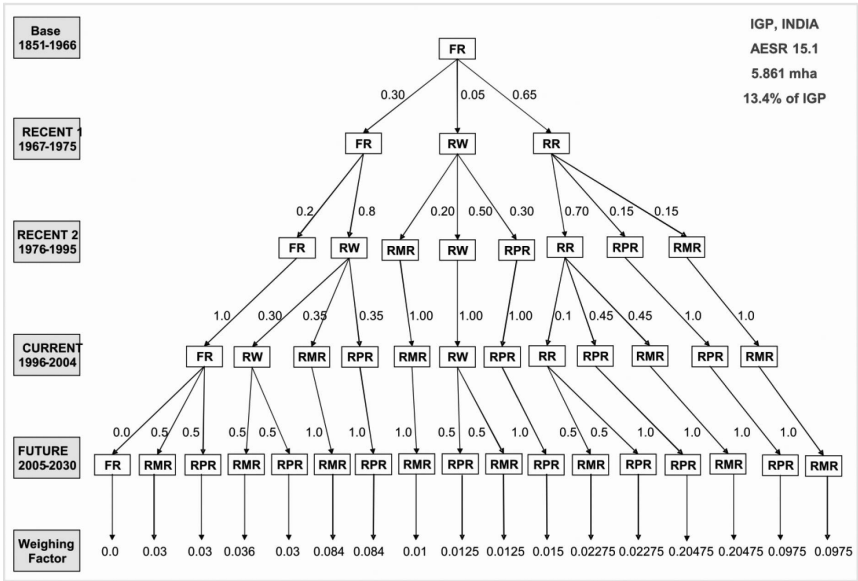 Base
1851-1966
IGP, INDIA
AESR 15.1
5.861 mha
13.4% of IGP
FR
0.30 0.05 0.65
RECENT 1
1967-1975
FR RW RR
0.2 0.8 0.20 0.50 0.30 0.70 0.15 0.15
RECENT 2
1976-1995
FR RW RMR RW RPR RR RPR RMR
1.0 0.30 0.35 0.35 1.00 1.00 1.00 0.1 0.45 0.45 1.0 1.0
CURRENT
1996-2004
FR RW RMR RPR RMR RW RPR RR RPR RMR RPR RMR
0.0 0.5 0.5 0.5 0.5 1.0 1.0 1.0 0.5 0.5 1.0 0.5 0.5 1.0 1.0 1.0 1.0
FUTURE
2005-2030
FR RMR RPR RMR RPR RMR RPR RMR RPR RMR RPR RMR RPR RPR RMR RPR RMR
Weighing
Factor
0.0 0.03 0.03 0.036 0.03 0.084 0.084 0.01 0.0125 0.0125 0.015 0.02275 0.02275 0.20475 0.20475 0.0975 0.0975